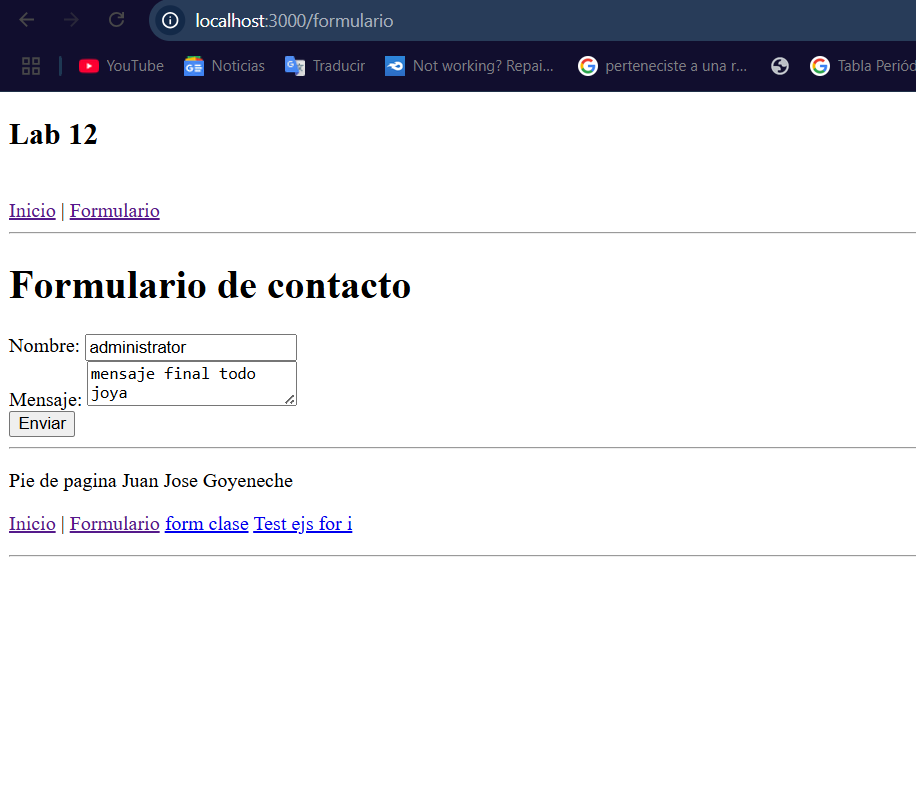 localhost:3000/formulario
YouTube Noticias Traducir Not working? Repai... perteneciste a una r... Tabla Periód
Lab 12
Inicio | Formulario
Formulario de contacto
Nombre: administrator
mensaje final todo
Mensaje: joya
Enviar
Pie de pagina Juan Jose Goyeneche
Inicio | Formulario form clase Test ejs for i